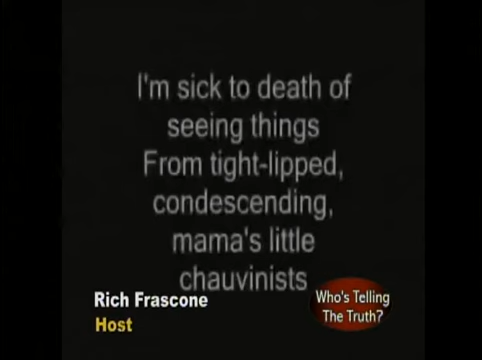 I'm sick to death of
seeing things
From tight-lipped,
condescending,
mama's little
chauvinists
Rich Frascone
Host
Who's Telling
The Truth?